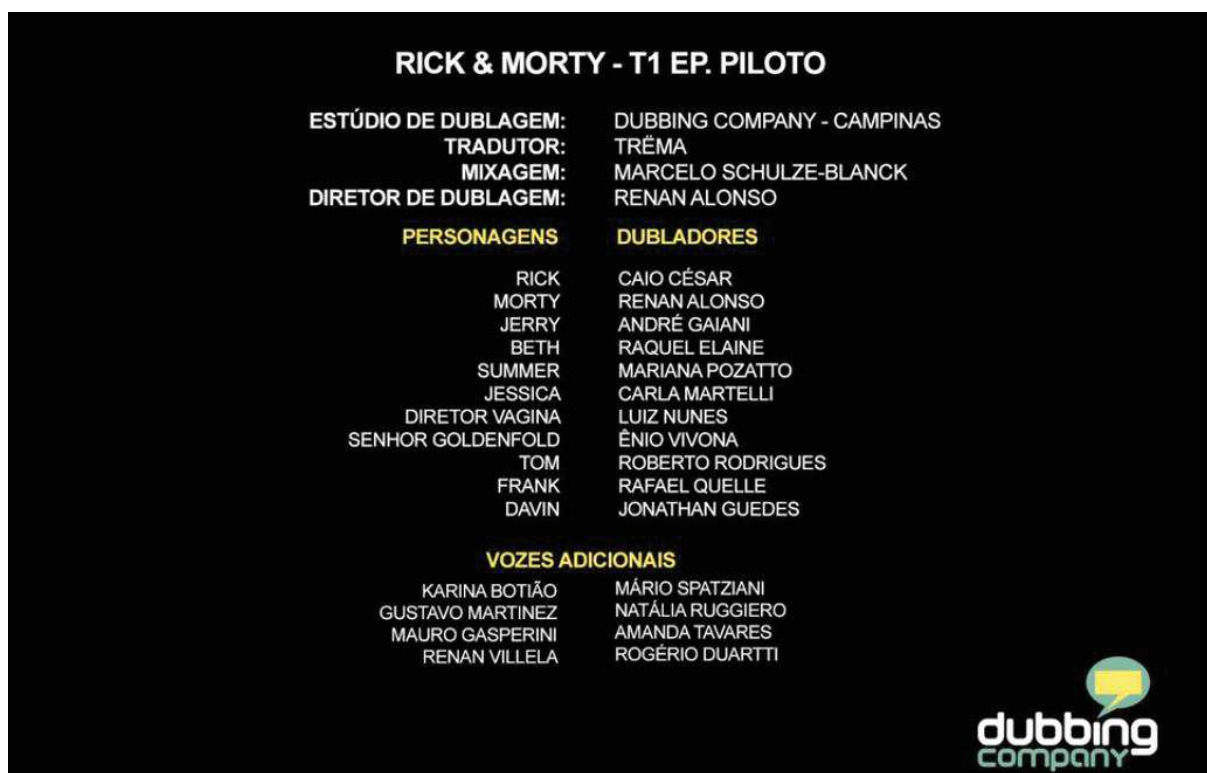 RICK & MORTY - T1 EP. PILOTO
ESTÚDIO DE DUBLAGEM: DUBBING COMPANY - CAMPINAS
TRADUTOR: TRËMA
MIXAGEM: MARCELO SCHULZE-BLANCK
DIRETOR DE DUBLAGEM: RENAN ALONSO
PERSONAGENS DUBLADORES
RICK CAIO CÉSAR
MORTY RENAN ALONSO
JERRY ANDRÉ GAIANI
BETH RAQUEL ELAINE
SUMMER MARIANA POZATTO
JESSICA CARLA MARTELLI
DIRETOR VAGINA LUIZ NUNES
SENHOR GOLDENFOLD ÊNIO VIVONA
TOM ROBERTO RODRIGUES
FRANK RAFAEL QUELLE
DAVIN JONATHAN GUEDES
VOZES ADICIONAIS
KARINA BOTIÃO MÁRIO SPATZIANI
GUSTAVO MARTINEZ NATÁLIA RUGGIERO
MAURO GASPERINI AMANDA TAVARES
RENAN VILLELA ROGÉRIO DUARTTI
dubbing
company